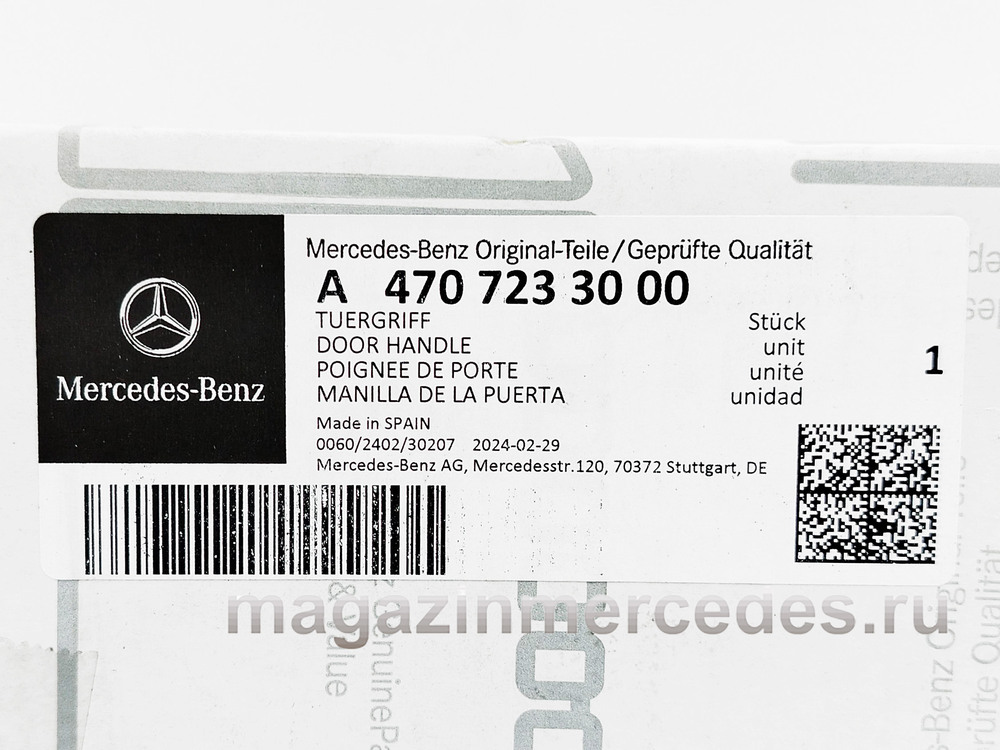 Mercedes-Benz Original-Teile/Geprüfte Qualität
A 470 723 30 00
TUERGRIFF Stück
DOOR HANDLE unit
POIGNEE DE PORTE unité
MANILLA DE LA PUERTA unidad
1
Made in SPAIN
0060/2402/30207 2024-02-29
Mercedes-Benz AG, Mercedesstr.120, 70372 Stuttgart, DE
Mercedes-Benz
magazinmercedes.ru